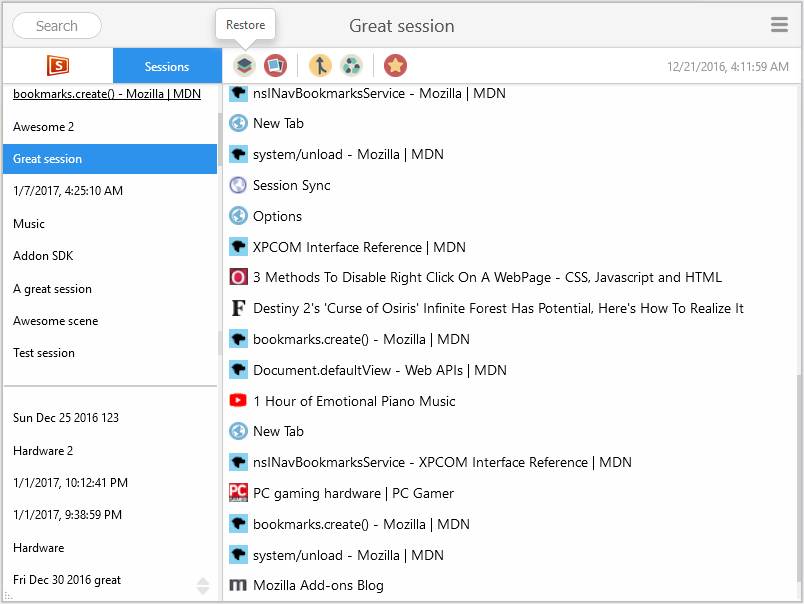 Search
Restore
Great session
S
Sessions
12/21/2016, 4:11:59 AM
bookmarks.create() - Mozilla | MDN
Awesome 2
Great session
1/7/2017, 4:25:10 AM
Music
Addon SDK
A great session
Awesome scene
Test session
Sun Dec 25 2016 123
Hardware 2
1/1/2017, 10:12:41 PM
1/1/2017, 9:38:59 PM
Hardware
Fri Dec 30 2016 great
nsINavBookmarksService - Mozilla | MDN
New Tab
system/unload - Mozilla | MDN
Session Sync
Options
XPCOM Interface Reference | MDN
3 Methods To Disable Right Click On A WebPage - CSS, Javascript and HTML
F Destiny 2's 'Curse of Osiris' Infinite Forest Has Potential, Here's How To Realize It
bookmarks.create() - Mozilla | MDN
Document.defaultView - Web APIs | MDN
1 Hour of Emotional Piano Music
New Tab
nsINavBookmarksService - XPCOM Interface Reference | MDN
PC GAMER PC gaming hardware | PC Gamer
bookmarks.create() - Mozilla | MDN
system/unload - Mozilla | MDN
m Mozilla Add-ons Blog